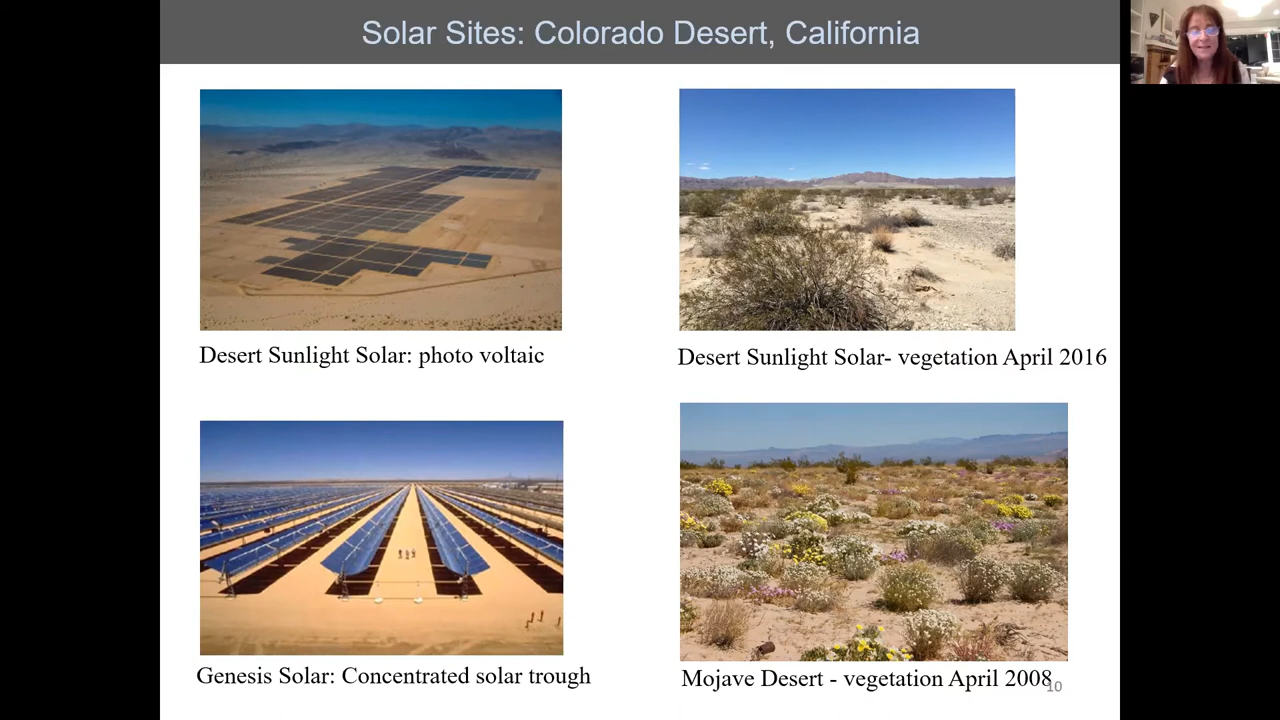 Solar Sites: Colorado Desert, California
Desert Sunlight Solar: photo voltaic
Desert Sunlight Solar- vegetation April 2016
Genesis Solar: Concentrated solar trough
Mojave Desert - vegetation April 2008
10